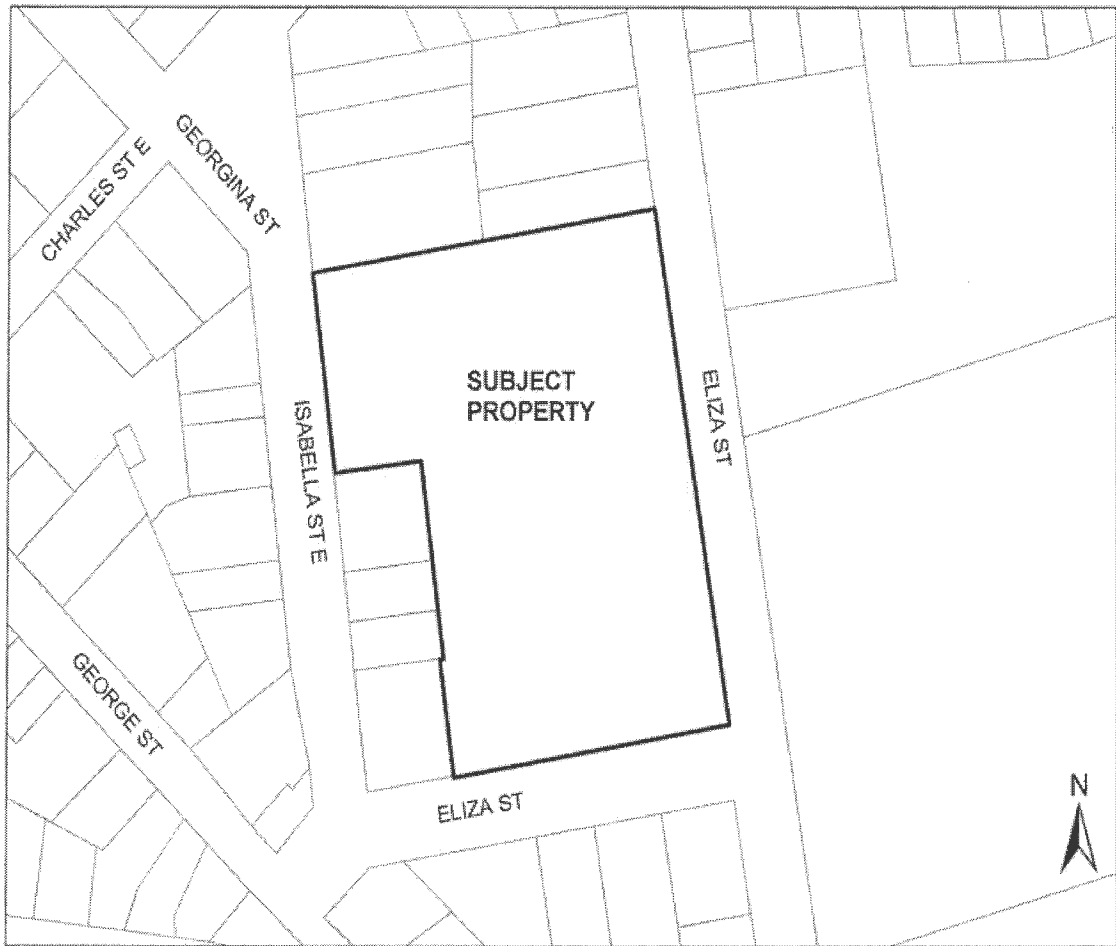 GEORGINA ST
CHARLES ST E
SUBJECT
PROPERTY
ELIZA ST
ISABELLA ST E
GEORGE ST
ELIZA ST
N